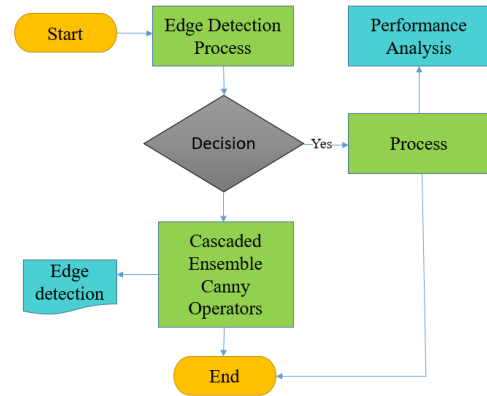 Start
Edge Detection
Process
Performance
Analysis
Decision
Yes
Process
Cascaded
Ensemble
Canny
Operators
Edge
detection
End